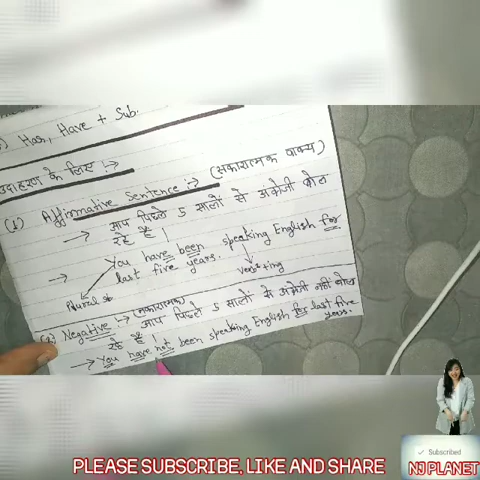 ) Has, Have + Sub.
उदाहरण के लिए :→
(1) Affirmative Sentence :→ (सकारात्मक वाक्य)
→ आप पिछले 5 सालों से अंग्रेजी बोल
रहे हैं |
→ You have been speaking English for
last five years.
Plural
verb + ing
(2) Negative :→ (नकारात्मक)
आप पिछले 5 सालों से अंग्रेजी नहीं बोल
रहे हैं |
→ You have not been speaking English for last five
years.
Subscribed
PLEASE SUBSCRIBE, LIKE AND SHARE
NJ PLANET